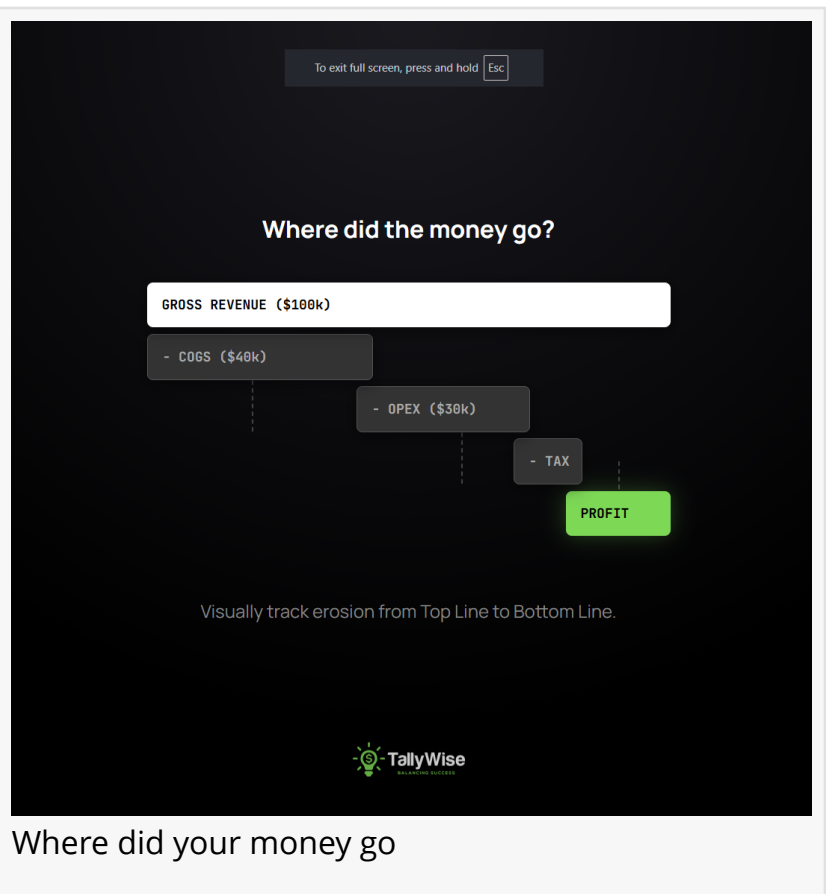 To exit full screen, press and hold Esc
Where did the money go?
GROSS REVENUE ($100k)
- COGS ($40k)
- OPEX ($30k)
- TAX
PROFIT
Visually track erosion from Top Line to Bottom Line.
TallyWise
BALANCING SUCCESS
Where did your money go